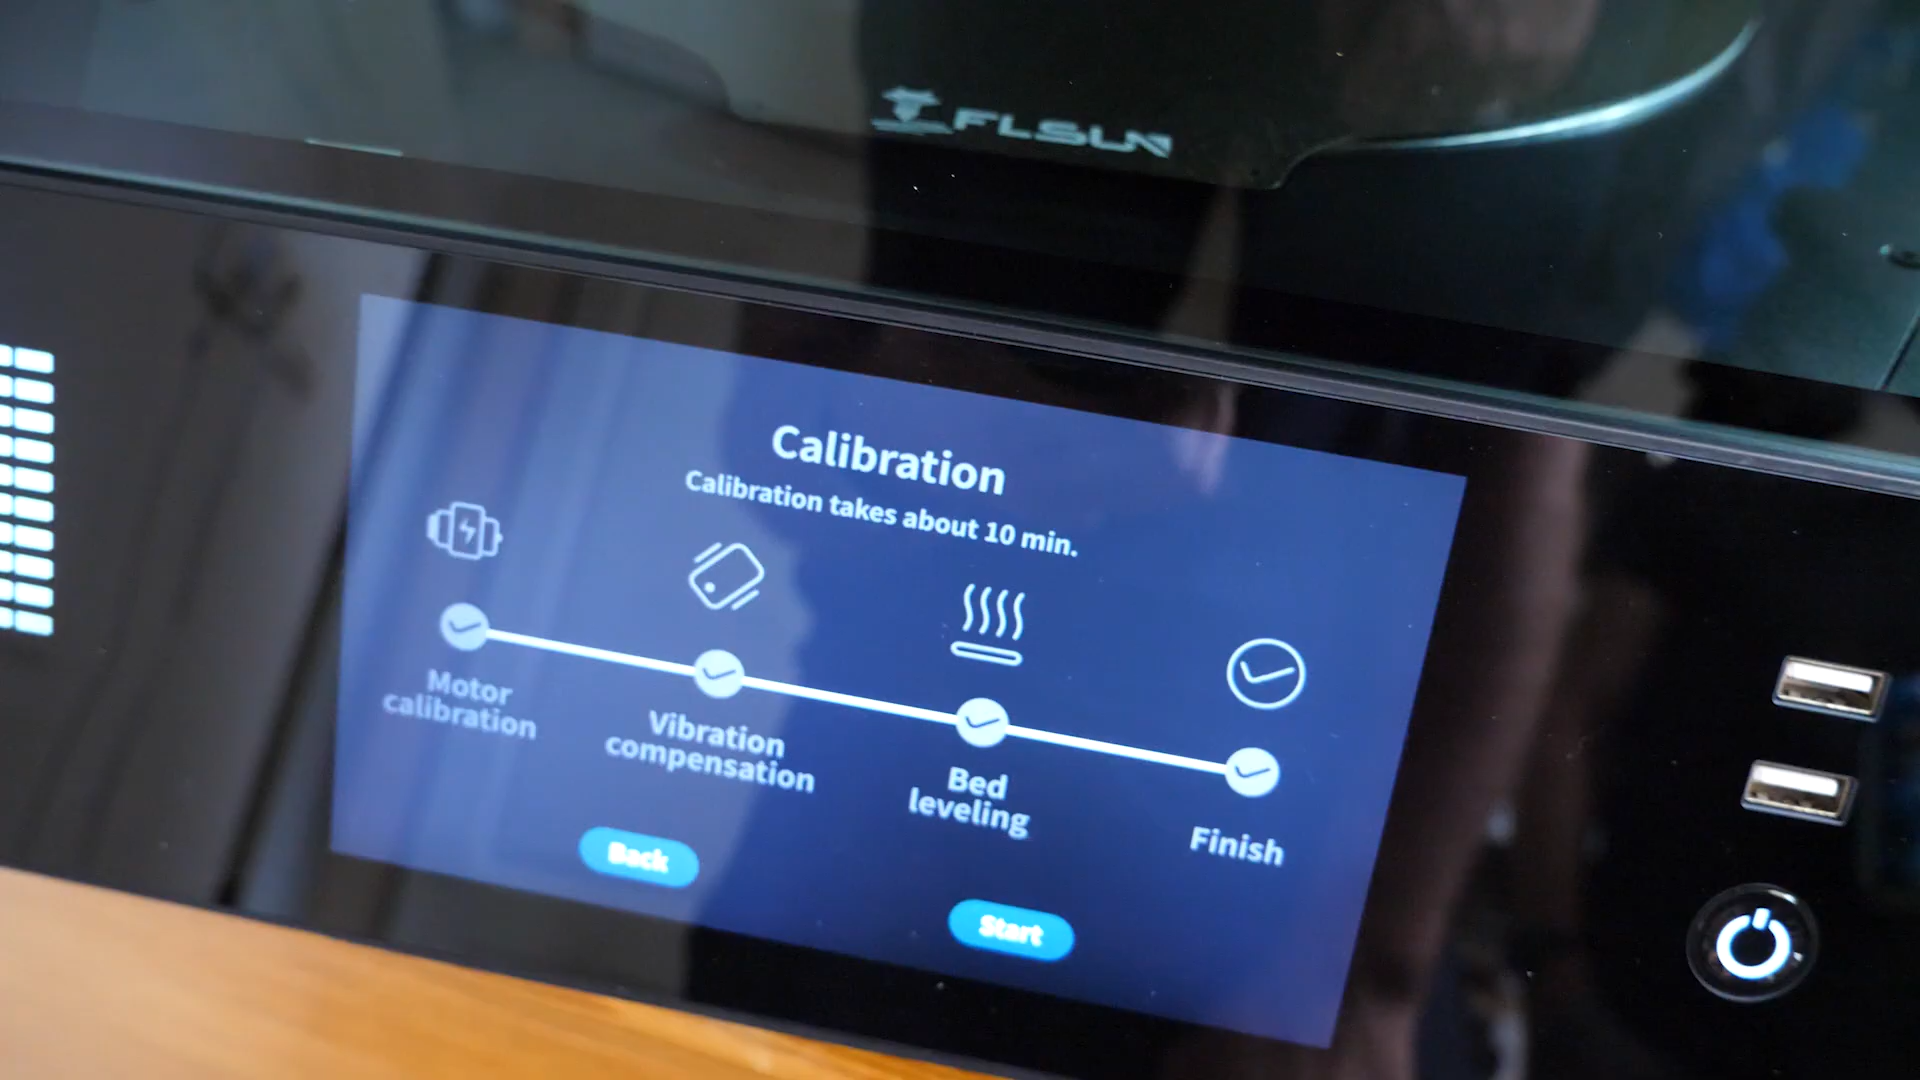 FLSUN
Calibration
Calibration takes about 10 min.
Motor
calibration
Vibration
compensation
Bed
leveling
Finish
Back
Start